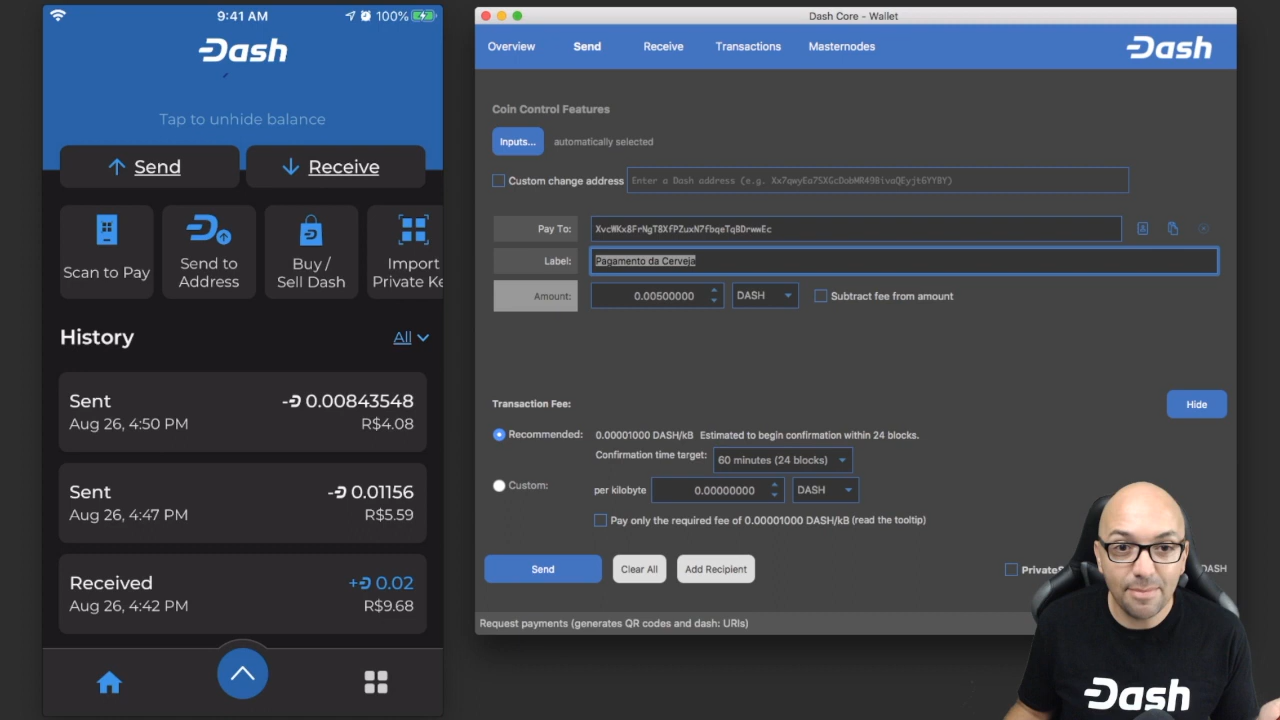 9:41 AM
100%
Dash
Tap to unhide balance
Send
Receive
Scan to Pay
Send to
Address
Buy /
Sell Dash
Import
Private Ke
History
All
Sent
-0.00843548
Aug 26, 4:50 PM
R$4.08
Sent
-0.01156
Aug 26, 4:47 PM
R$5.59
Received
+0.02
Aug 26, 4:42 PM
R$9.68
Dash Core - Wallet
Overview
Send
Receive
Transactions
Masternodes
Dash
Coin Control Features
Inputs...
automatically selected
Custom change address
Enter a Dash address (e.g. Xx7qwyEa75XGcDobMR49BivaQEyjt6YYBY)
Pay To:
XvcWKx8FrNgT8XfPZuxN7fbqeTqBDrwwEc
Label:
Pagamento da Cerveja
Amount:
0.00500000
DASH
Subtract fee from amount
Transaction Fee:
Hide
Recommended:
0.00001000 DASH/kB Estimated to begin confirmation within 24 blocks.
Confirmation time target:
60 minutes (24 blocks)
Custom:
per kilobyte
0.00000000
DASH
Pay only the required fee of 0.00001000 DASH/kB (read the tooltip)
Send
Clear All
Add Recipient
PrivateS
DASH
Request payments (generates QR codes and dash: URIs)
Dash